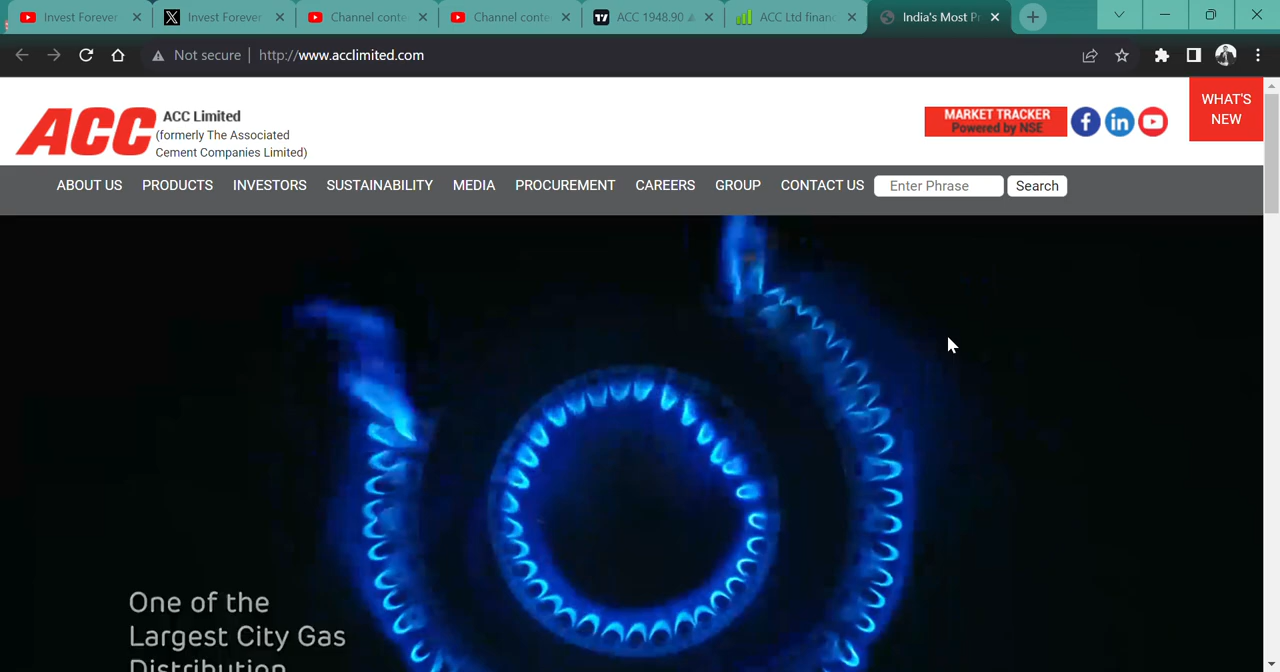 Invest Forever
Invest Forever
Channel conte
Channel conte
ACC 1948.90
ACC Ltd financ
India's Most P
Not secure
http://www.acclimited.com
WHAT'S
NEW
ACC
ACC Limited
(formerly The Associated
Cement Companies Limited)
MARKET TRACKER
Powered by NSE
ABOUT US PRODUCTS INVESTORS SUSTAINABILITY MEDIA PROCUREMENT CAREERS GROUP CONTACT US Enter Phrase Search
One of the
Largest City Gas
Distribution